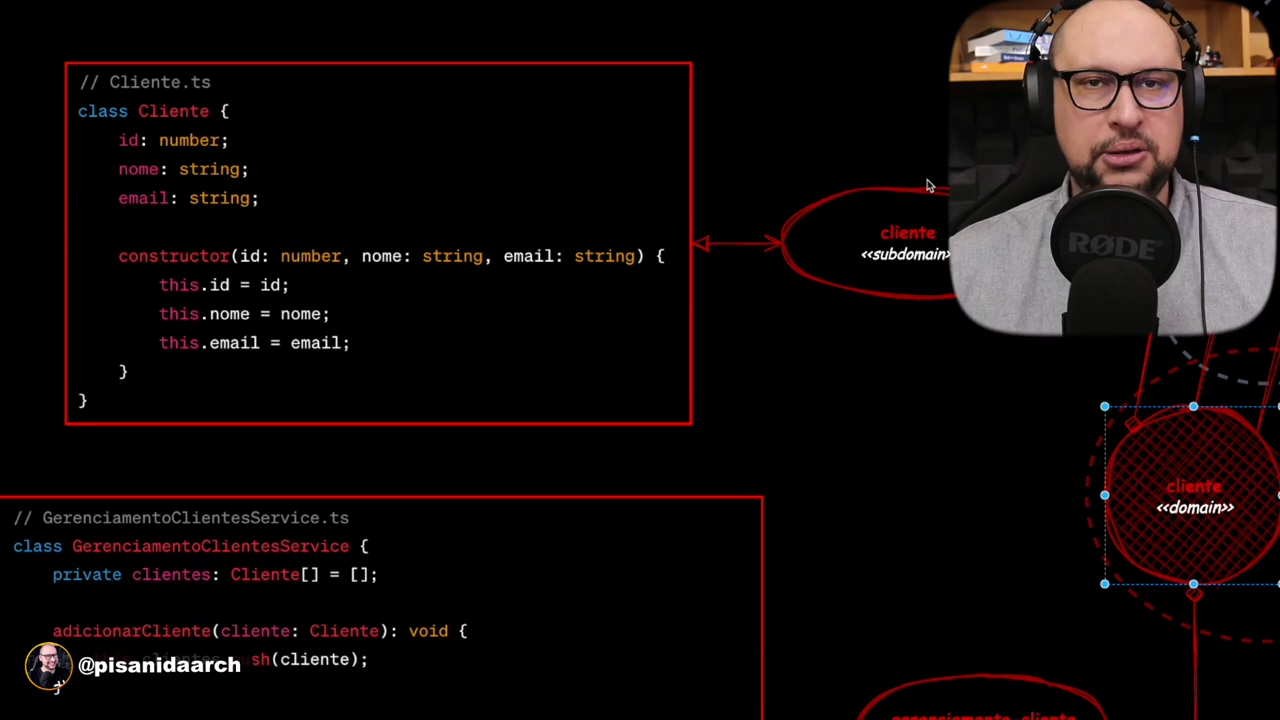 // Cliente.ts
class Cliente {
id: number;
nome: string;
email: string;
constructor(id: number, nome: string, email: string) {
this.id = id;
this.nome = nome;
this.email = email;
}
}
cliente
<<subdomain>
RØDE
cliente
<<domain>>
// GerenciamentoClientesService.ts
class GerenciamentoClientesService {
private clientes: Cliente[] = [];
adicionarCliente(cliente: Cliente): void {
sh(cliente);
}
@pisanidaarch